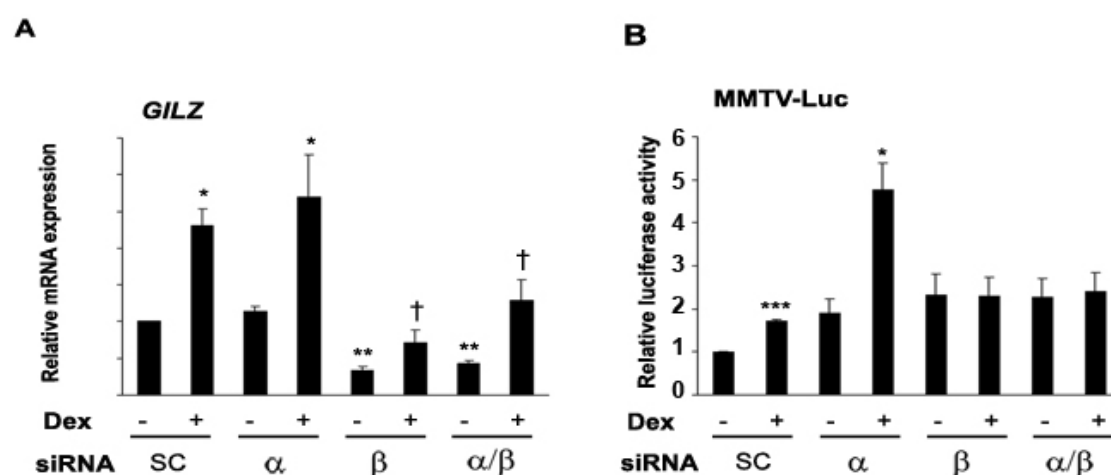 A
GILZ
Relative mRNA expression
* * ** † ** †
Dex - + - + - + - +
siRNA SC α β α/β
B
MMTV-Luc
Relative luciferase activity
6
5
4
3
2
1
0
*** *
Dex - + - + - + - +
siRNA SC α β α/β